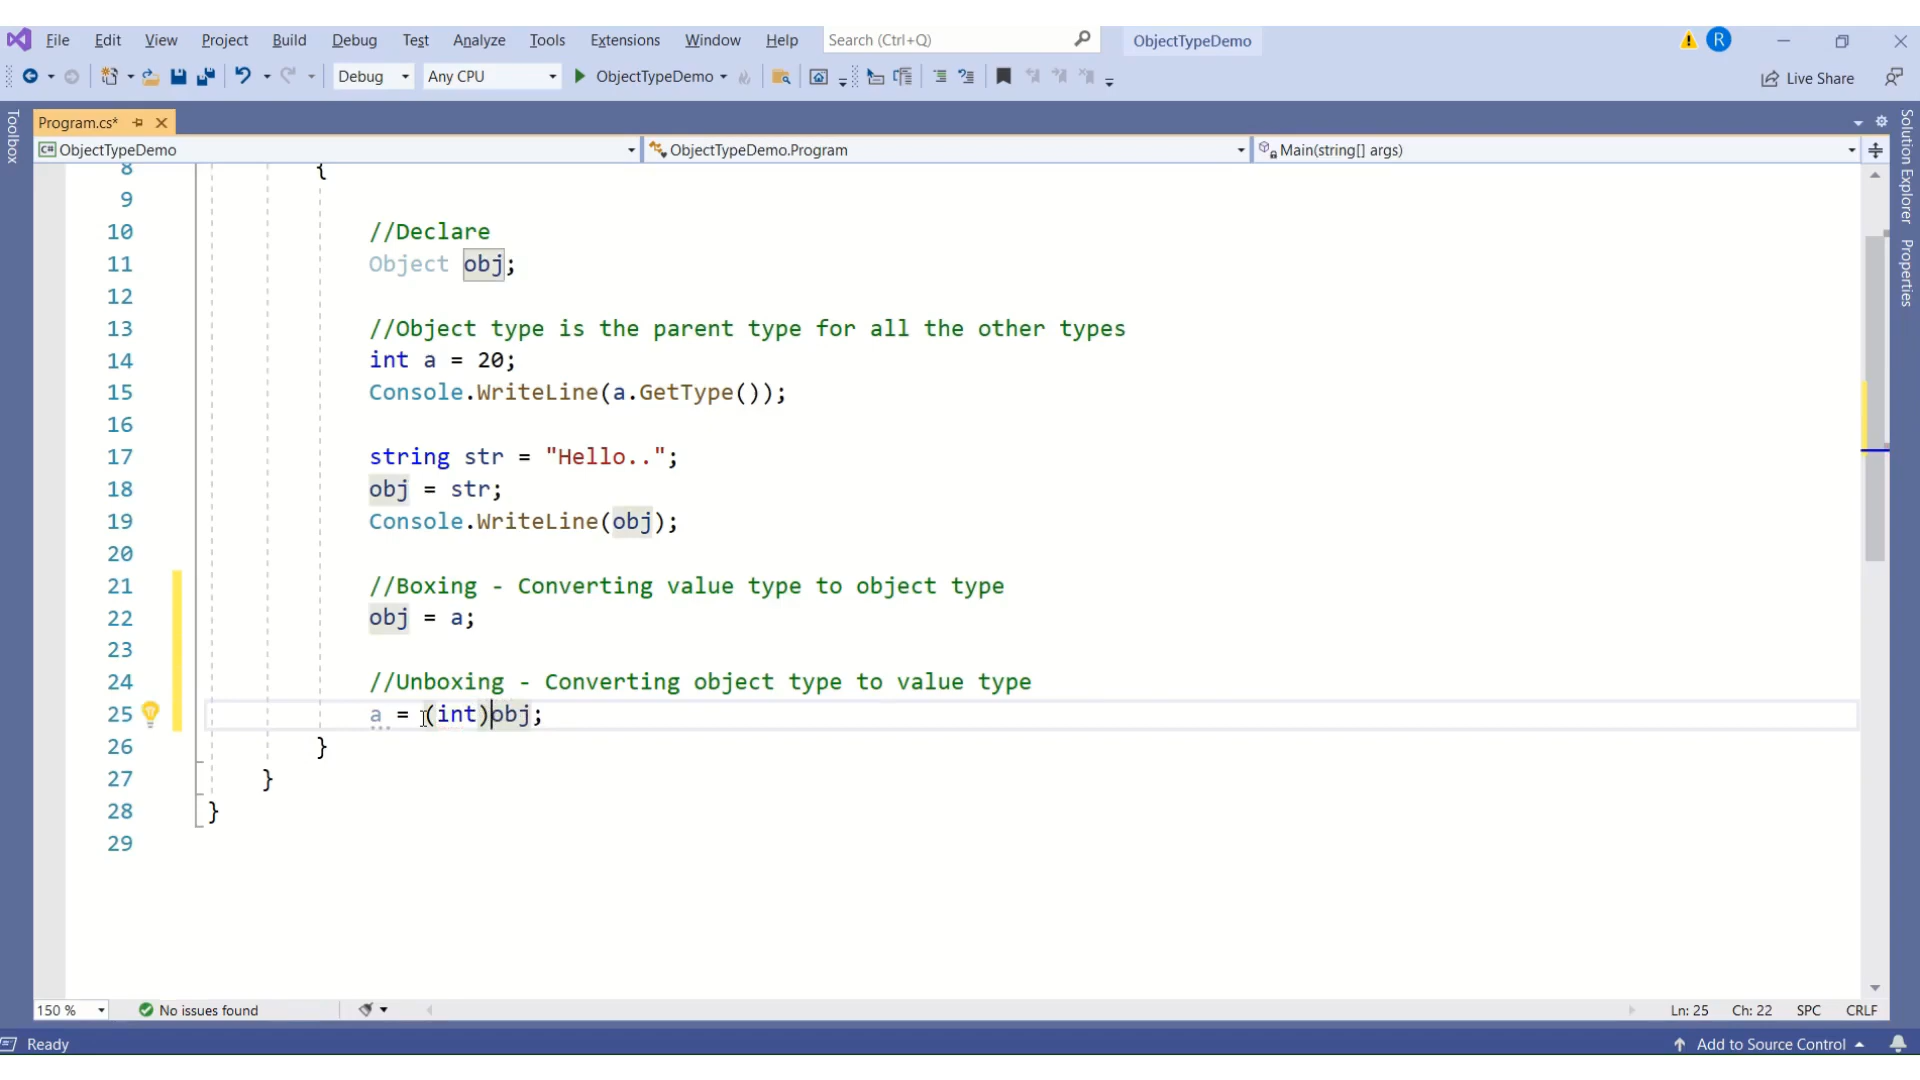 File Edit View Project Build Debug Test Analyze Tools Extensions Window Help Search (Ctrl+Q) ObjectTypeDemo R
Debug Any CPU ObjectTypeDemo Live Share
Toolbox
Program.cs*
ObjectTypeDemo ObjectTypeDemo.Program Main(string[] args)
Solution Explorer
Properties
8 {
9
10 //Declare
11 Object obj;
12
13 //Object type is the parent type for all the other types
14 int a = 20;
15 Console.WriteLine(a.GetType());
16
17 string str = "Hello..";
18 obj = str;
19 Console.WriteLine(obj);
20
21 //Boxing - Converting value type to object type
22 obj = a;
23
24 //Unboxing - Converting object type to value type
25 a = (int)obj;
26 }
27 }
28 }
29
150 % No issues found Ln: 25 Ch: 22 SPC CRLF
Ready Add to Source Control